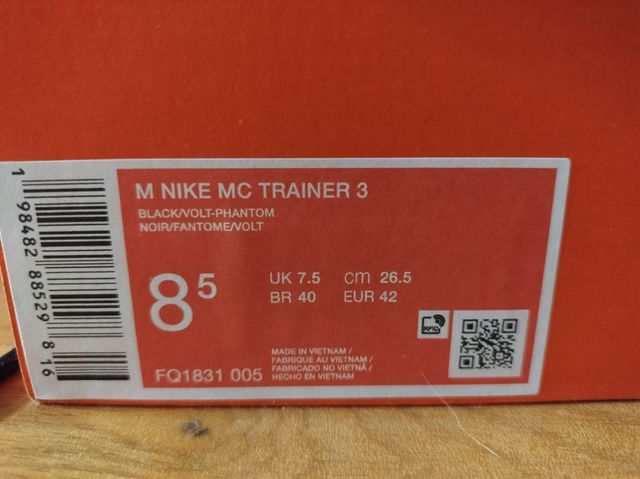 M NIKE MC TRAINER 3
BLACK/VOLT-PHANTOM
NOIR/FANTOME/VOLT
8⁵
UK 7.5 cm 26.5
BR 40 EUR 42
MADE IN VIETNAM /
FABRIQUE AU VIETNAM /
FABRICADO NO VIETNÃ /
HECHO EN VIETNAM
FQ1831 005
RFID
1 98482 88529 8 16